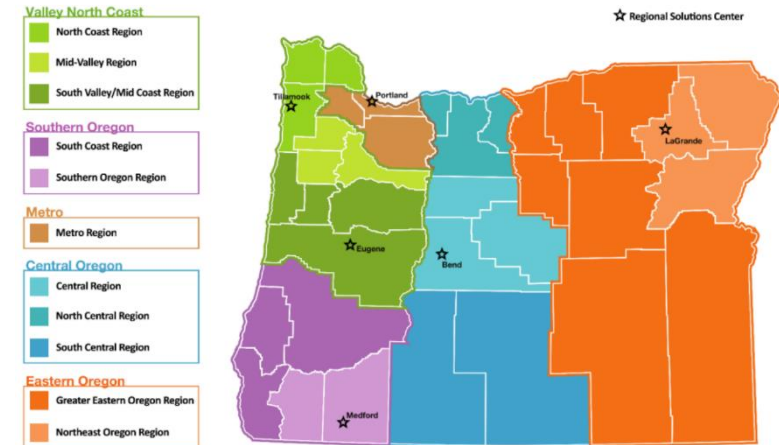 Valley North Coast
North Coast Region
Mid-Valley Region
South Valley/Mid Coast Region
Southern Oregon
South Coast Region
Southern Oregon Region
Metro
Metro Region
Central Oregon
Central Region
North Central Region
South Central Region
Eastern Oregon
Greater Eastern Oregon Region
Northeast Oregon Region
Regional Solutions Center
Tillamook
Portland
LaGrande
Eugene
Bend
Medford